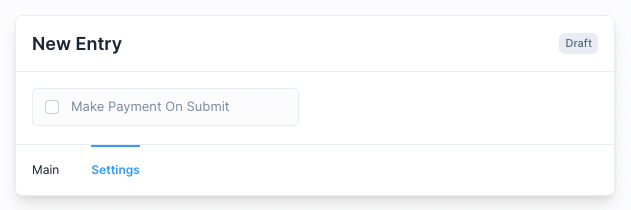 New Entry
Draft
Make Payment On Submit
Main
Settings